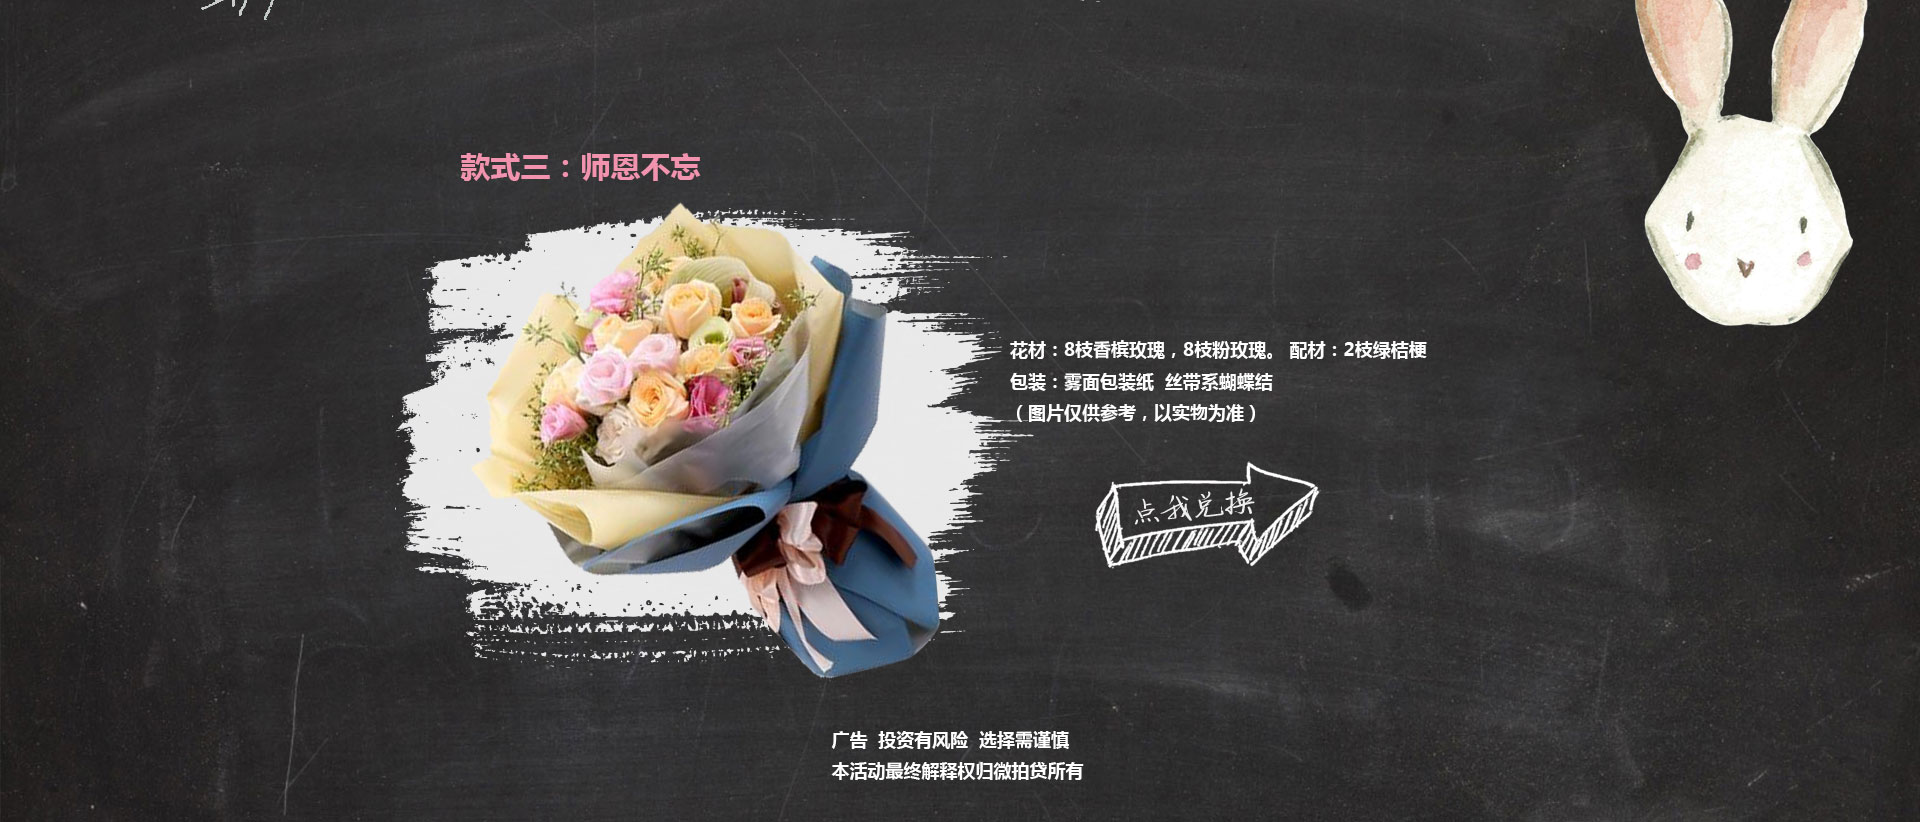 款式三：师恩不忘
花材：8枝香槟玫瑰，8枝粉玫瑰。 配材：2枝绿桔梗
包装：雾面包装纸 丝带系蝴蝶结
（图片仅供参考，以实物为准）
点我兑换
广告 投资有风险 选择需谨慎
本活动最终解释权归微拍贷所有